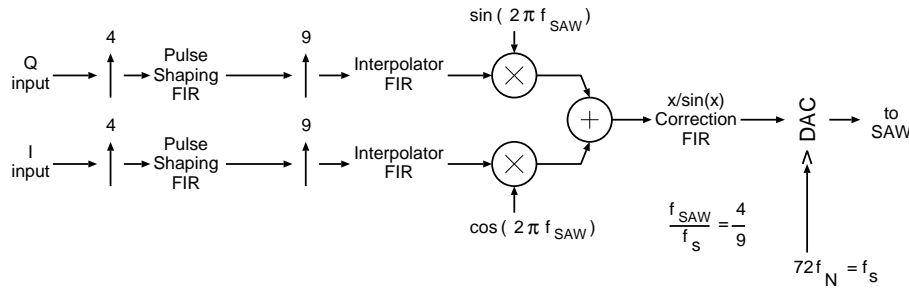 sin ( 2 π f SAW )
4
9
Q input
Pulse Shaping FIR
Interpolator FIR
×
+
x/sin(x) Correction FIR
> DAC
to SAW
4
9
I input
Pulse Shaping FIR
Interpolator FIR
×
cos ( 2 π f SAW )
f SAW / f s = 4 / 9
72f N = f s